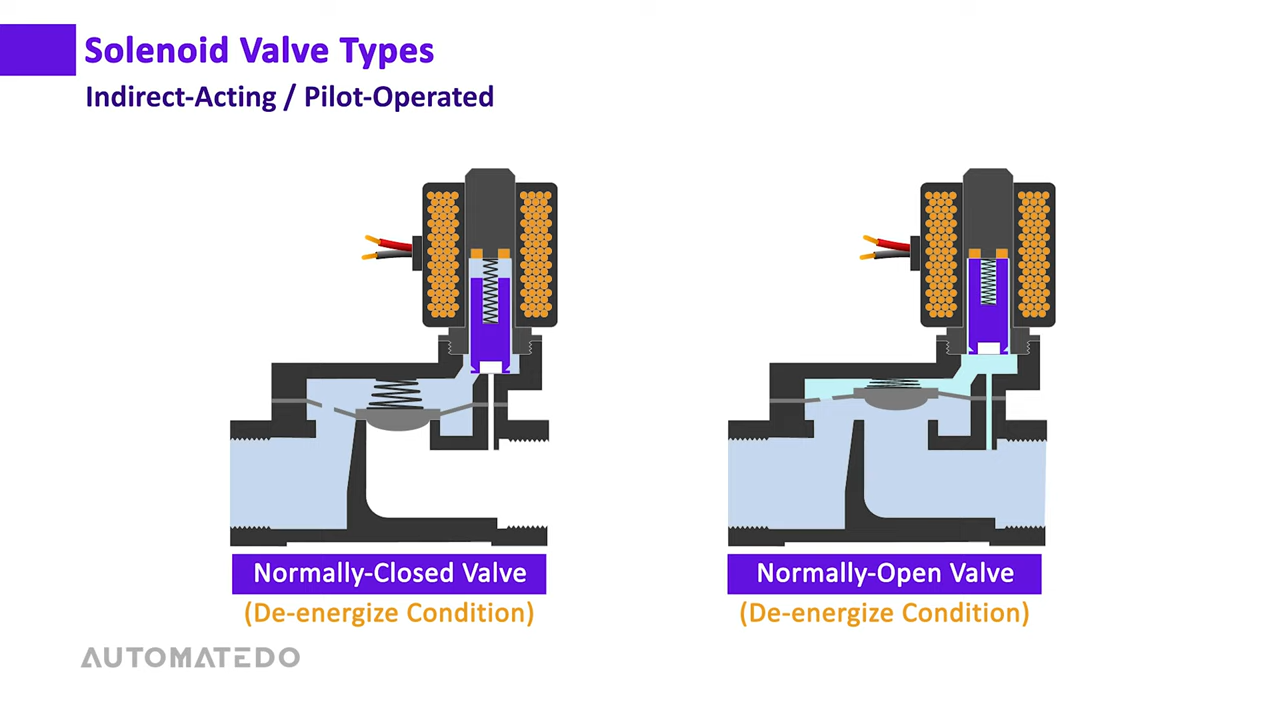 Solenoid Valve Types
Indirect-Acting / Pilot-Operated
Normally-Closed Valve
(De-energize Condition)
Normally-Open Valve
(De-energize Condition)
AUTOMATEDO